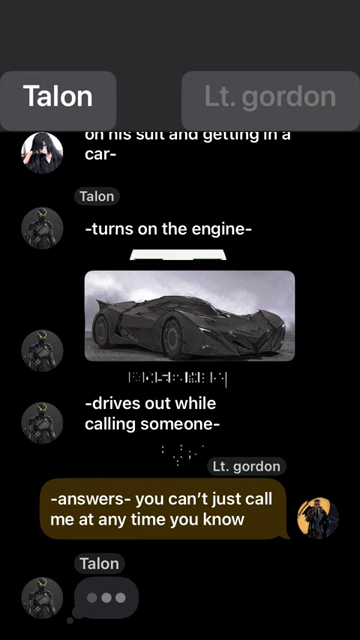 Talon
Lt. gordon
on his suit and getting in a
car-
Talon
-turns on the engine-
-drives out while
calling someone-
Lt. gordon
-answers- you can’t just call
me at any time you know
Talon